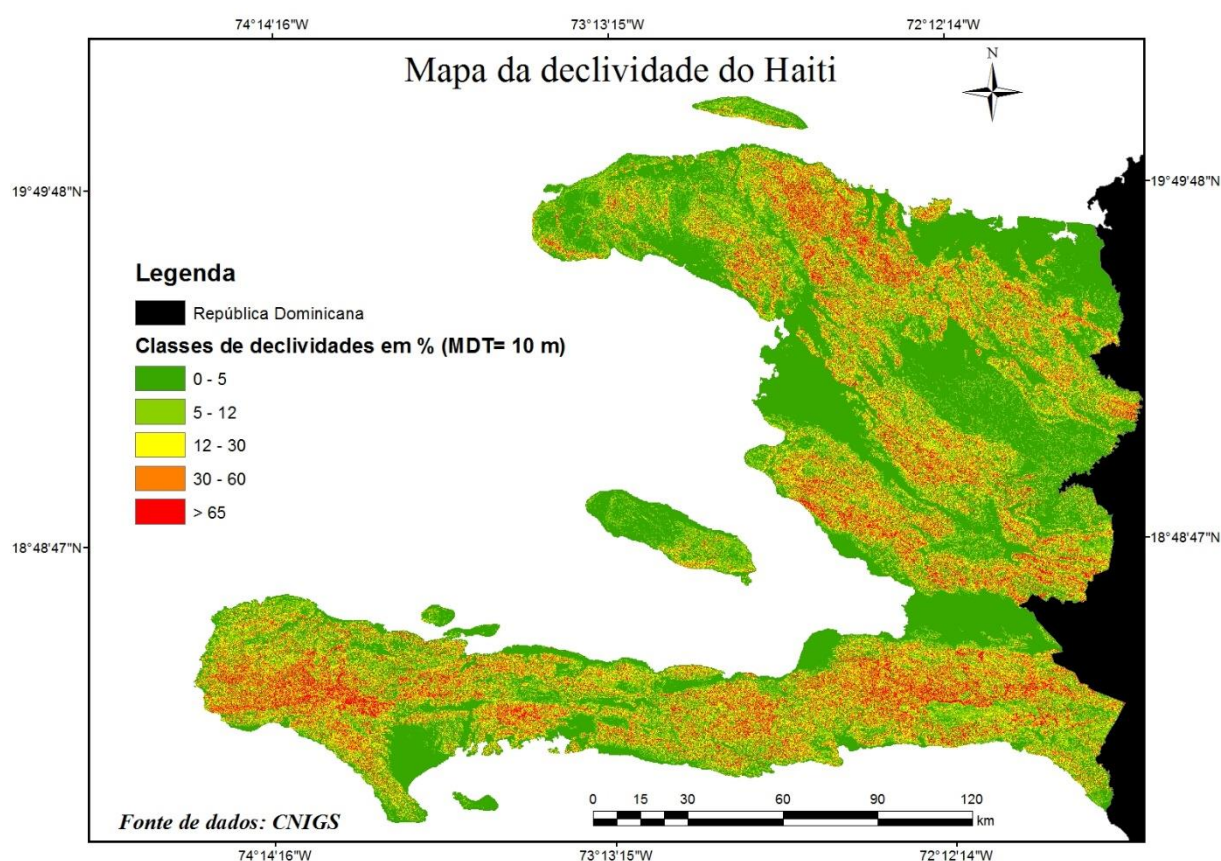 74°14'16"W
73°13'15"W
72°12'14"W
Mapa da declividade do Haiti
N
19°49'48"N
19°49'48"N
Legenda
República Dominicana
Classes de declividades em % (MDT= 10 m)
0 - 5
5 - 12
12 - 30
30 - 60
> 65
18°48'47"N
18°48'47"N
0 15 30 60 90 120
km
Fonte de dados: CNIGS
74°14'16"W
73°13'15"W
72°12'14"W